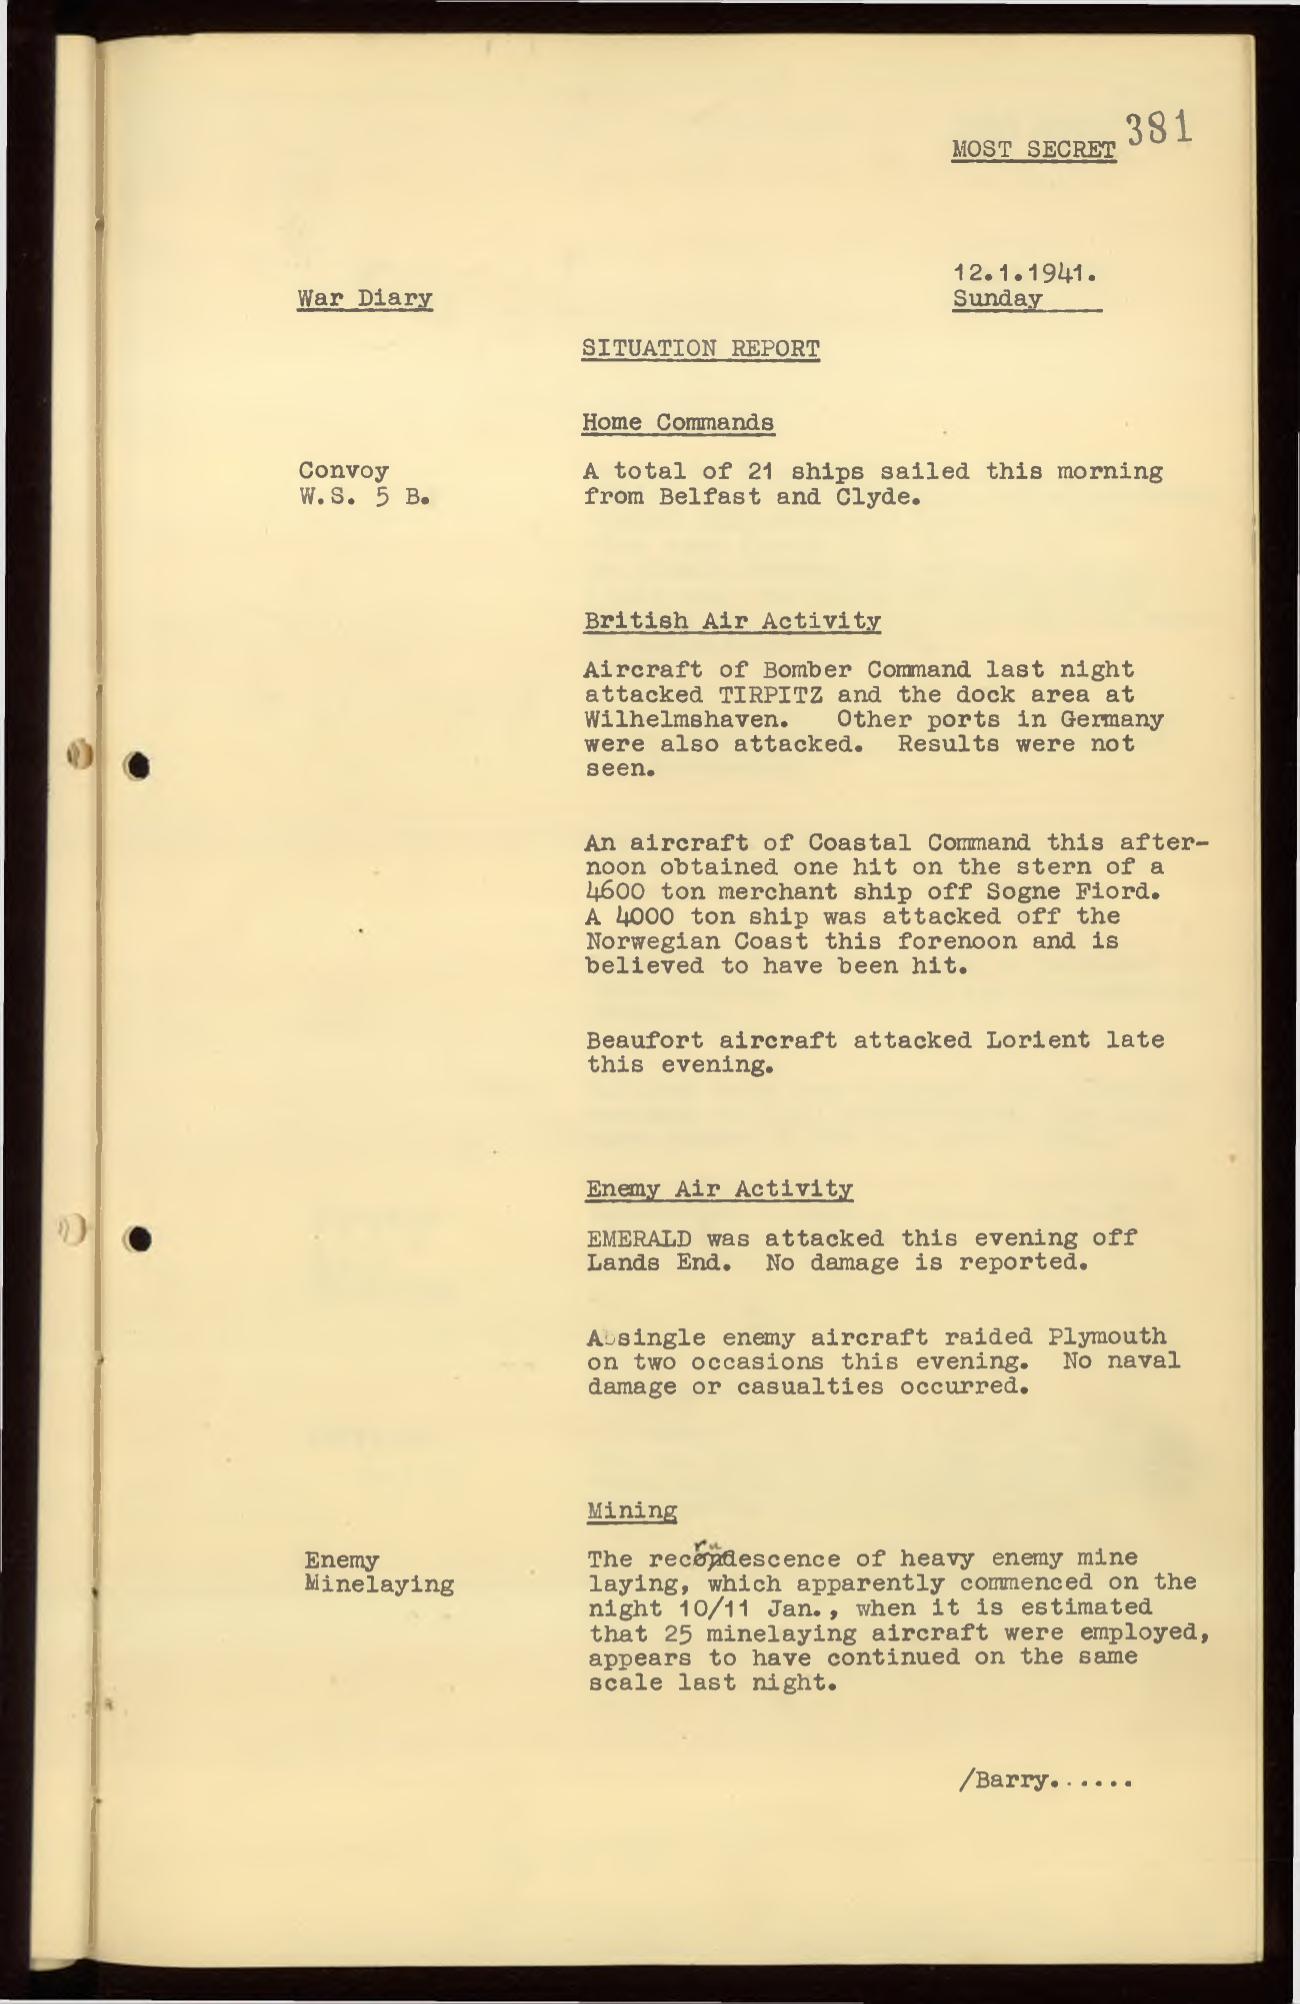 381
MOST SECRET
12.1.1941.
War Diary
Sunday
SITUATION REPORT
Home Commands
Convoy
W.S. 5 B.
A total of 21 ships sailed this morning
from Belfast and Clyde.
British Air Activity
Aircraft of Bomber Command last night
attacked TIRPITZ and the dock area at
Wilhelmshaven. Other ports in Germany
were also attacked. Results were not
seen.
An aircraft of Coastal Command this after-
noon obtained one hit on the stern of a
4600 ton merchant ship off Sogne Fiord.
A 4000 ton ship was attacked off the
Norwegian Coast this forenoon and is
believed to have been hit.
Beaufort aircraft attacked Lorient late
this evening.
Enemy Air Activity
EMERALD was attacked this evening off
Lands End. No damage is reported.
A single enemy aircraft raided Plymouth
on two occasions this evening. No naval
damage or casualties occurred.
Mining
Enemy
Minelaying
The recrudescence of heavy enemy mine
laying, which apparently commenced on the
night 10/11 Jan., when it is estimated
that 25 minelaying aircraft were employed,
appears to have continued on the same
scale last night.
/Barry......